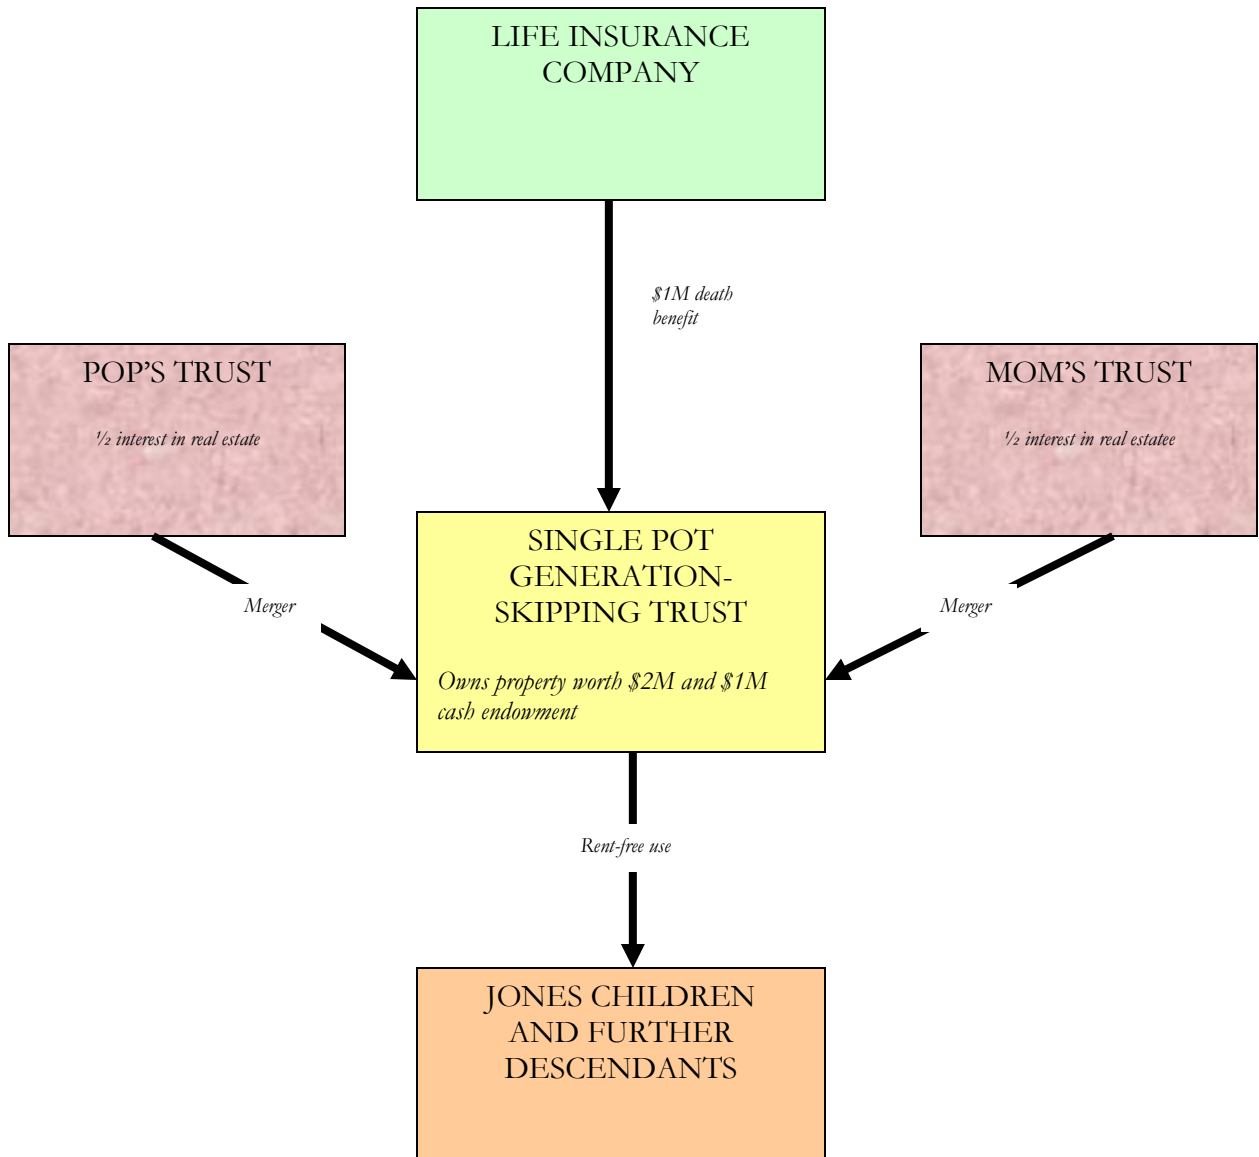 LIFE INSURANCE
COMPANY
$1M death
benefit
POP'S TRUST
½ interest in real estate
MOM'S TRUST
½ interest in real estatee
SINGLE POT
GENERATION-
SKIPPING TRUST
Owns property worth $2M and $1M
cash endowment
Merger
Merger
Rent-free use
JONES CHILDREN
AND FURTHER
DESCENDANTS